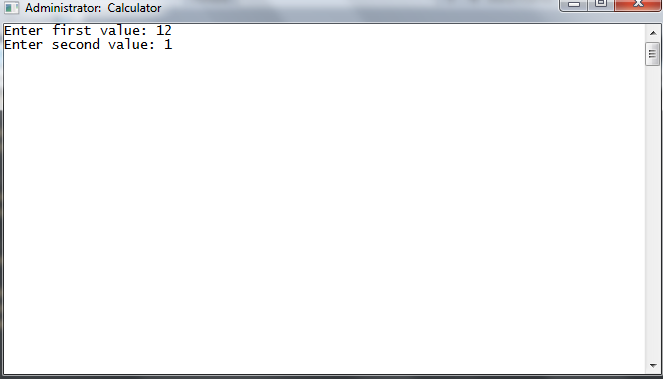 Administrator: Calculator
Enter first value: 12
Enter second value: 1